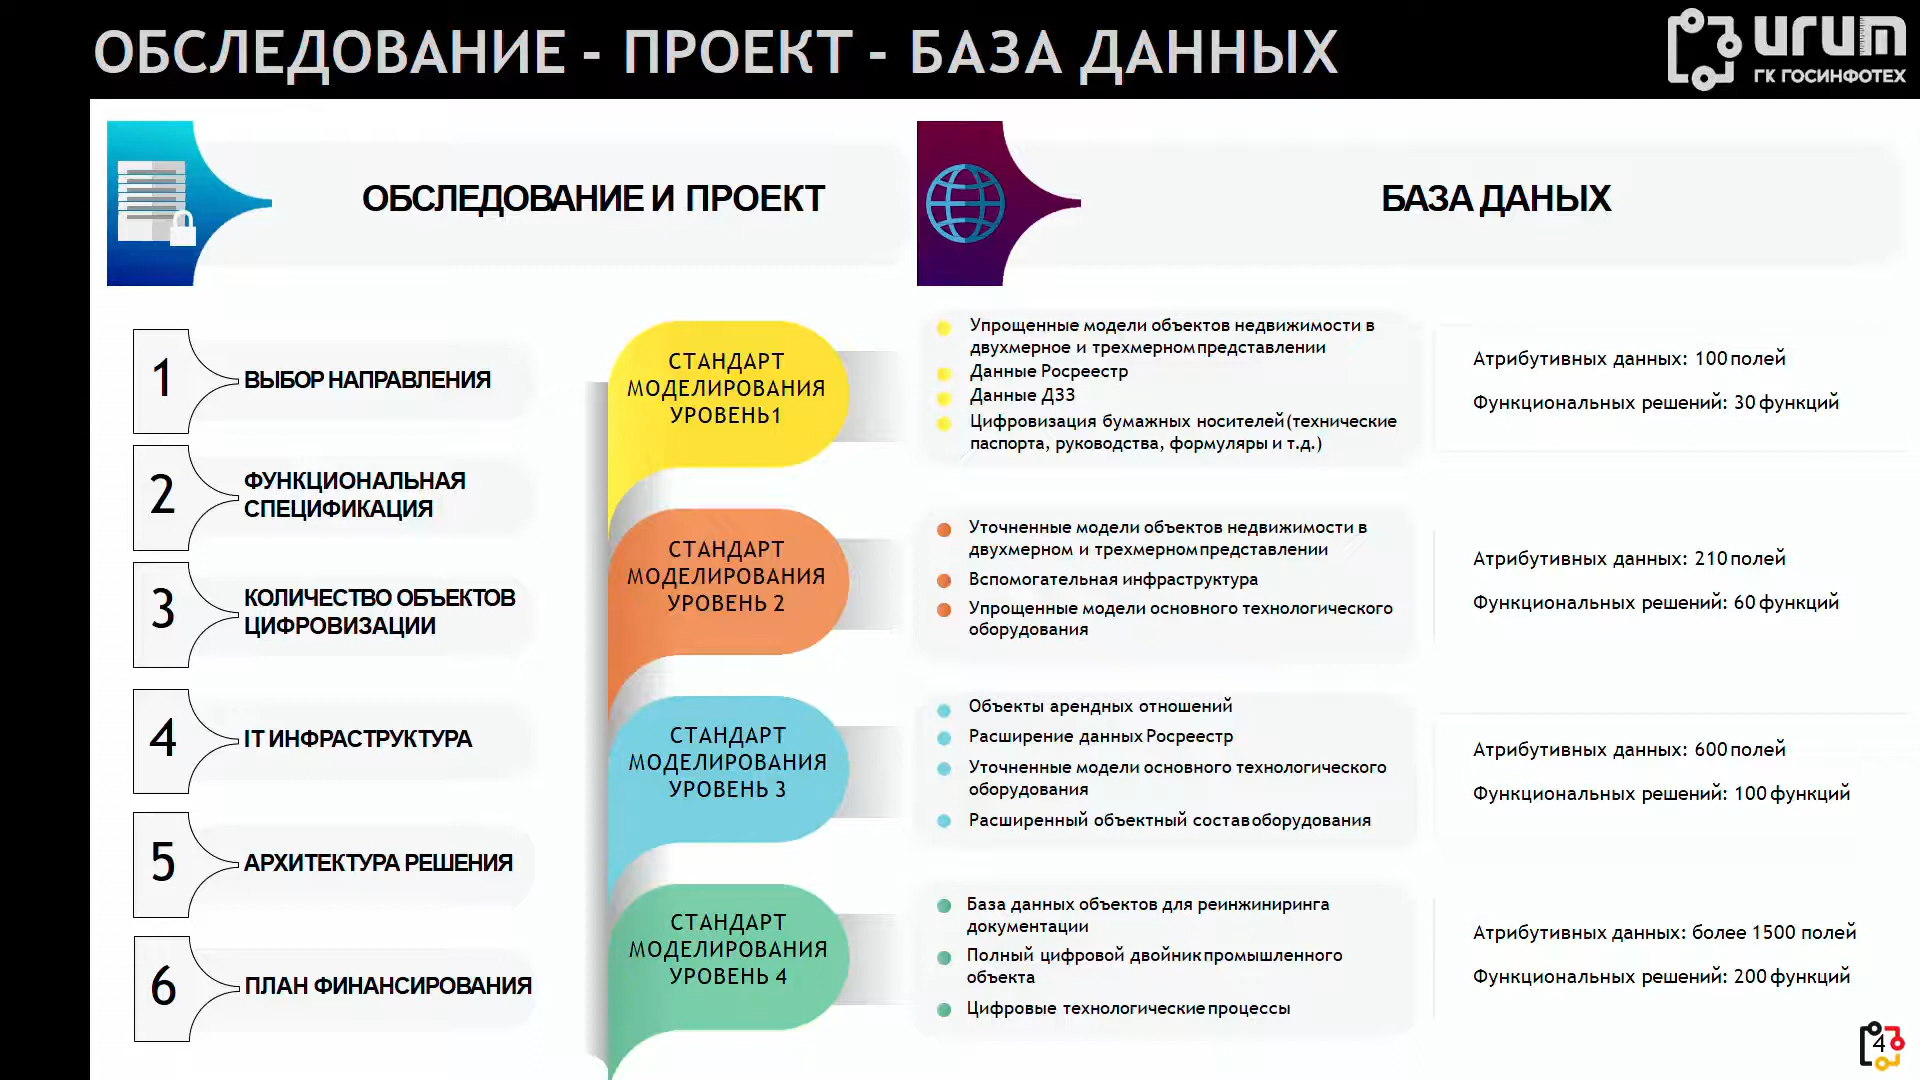 ОБСЛЕДОВАНИЕ - ПРОЕКТ - БАЗА ДАННЫХ
ИГИТ
ГК ГОСИНФОТЕХ
ОБСЛЕДОВАНИЕ И ПРОЕКТ
БАЗА ДАНЫХ
1
ВЫБОР НАПРАВЛЕНИЯ
2
ФУНКЦИОНАЛЬНАЯ
СПЕЦИФИКАЦИЯ
3
КОЛИЧЕСТВО ОБЪЕКТОВ
ЦИФРОВИЗАЦИИ
4
IT ИНФРАСТРУКТУРА
5
АРХИТЕКТУРА РЕШЕНИЯ
6
ПЛАН ФИНАНСИРОВАНИЯ
СТАНДАРТ
МОДЕЛИРОВАНИЯ
УРОВЕНЬ1
Упрощенные модели объектов недвижимости в
двухмерное и трехмерном представлении
Данные Росреестр
Данные ДЗЗ
Цифровизация бумажных носителей (технические
паспорта, руководства, формуляры и т.д.)
Атрибутивных данных: 100 полей
Функциональных решений: 30 функций
СТАНДАРТ
МОДЕЛИРОВАНИЯ
УРОВЕНЬ 2
Уточненные модели объектов недвижимости в
двухмерном и трехмерном представлении
Вспомогательная инфраструктура
Упрощенные модели основного технологического
оборудования
Атрибутивных данных: 210 полей
Функциональных решений: 60 функций
СТАНДАРТ
МОДЕЛИРОВАНИЯ
УРОВЕНЬ 3
Объекты арендных отношений
Расширение данных Росреестр
Уточненные модели основного технологического
оборудования
Расширенный объектный состав оборудования
Атрибутивных данных: 600 полей
Функциональных решений: 100 функций
СТАНДАРТ
МОДЕЛИРОВАНИЯ
УРОВЕНЬ 4
База данных объектов для реинжиниринга
документации
Полный цифровой двойник промышленного
объекта
Цифровые технологические процессы
Атрибутивных данных: более 1500 полей
Функциональных решений: 200 функций
4